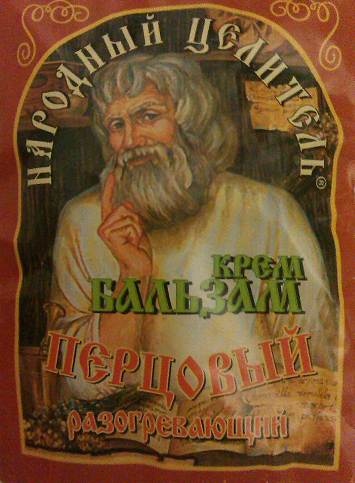 НАРОДНЫЙ ЦЕЛИТЕЛЬ®
КРЕМ
БАЛЬЗАМ
ПЕРЦОВЫЙ
разогревающий